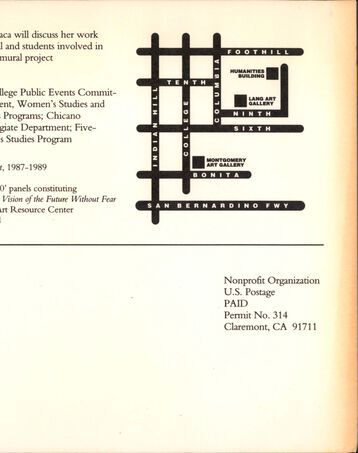 aca will discuss her work
l and students involved in
mural project
llege Public Events Commit-
ent, Women's Studies and
Programs; Chicano
giate Department; Five-
s Studies Program
t, 1987-1989
0' panels constituting
Vision of the Future Without Fear
Art Resource Center
FOOTHILL
HUMANITIES
BUILDING
TENTH
COLUMBIA
LANG ART
GALLERY
NINTH
INDIAN HILL
COLLEGE
SIXTH
MONTGOMERY
ART GALLERY
BONITA
SAN BERNARDINO FWY
Nonprofit Organization
U.S. Postage
PAID
Permit No. 314
Claremont, CA 91711